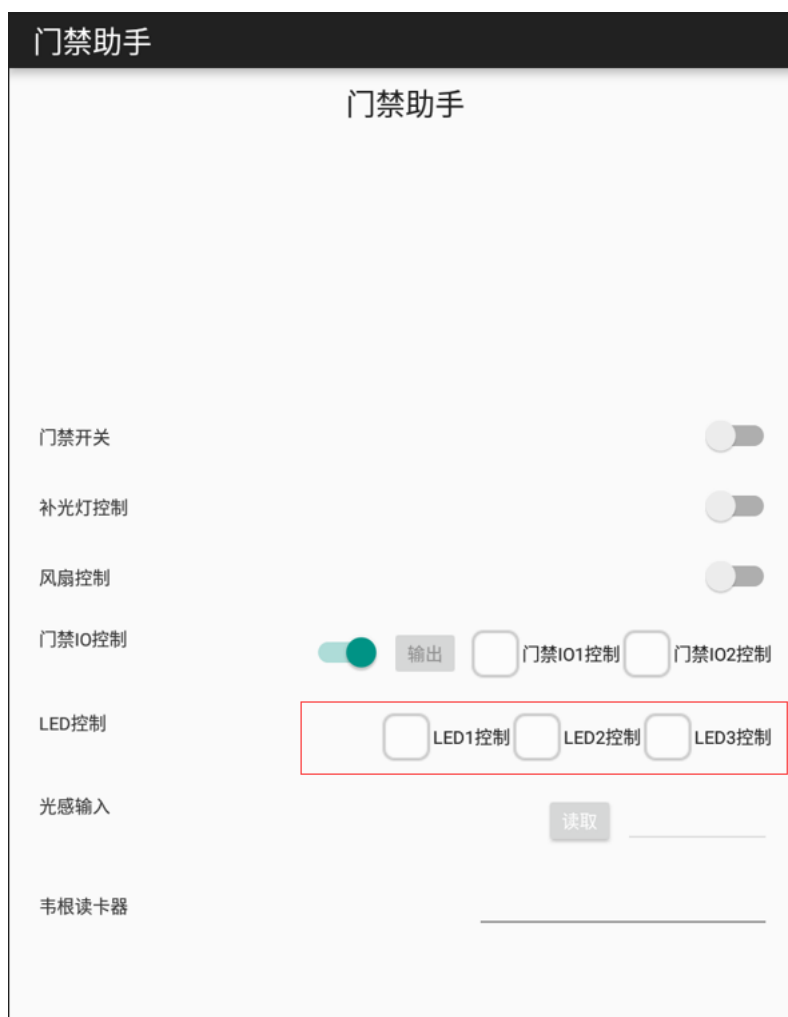 门禁助手
门禁助手
门禁开关
补光灯控制
风扇控制
门禁IO控制 输出 门禁IO1控制 门禁IO2控制
LED控制 LED1控制 LED2控制 LED3控制
光感输入 读取
韦根读卡器